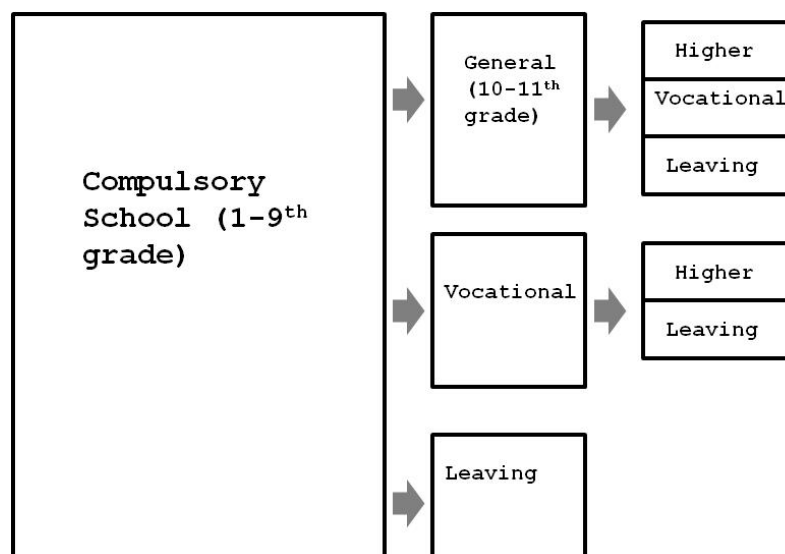 Compulsory
School (1-9th
grade)
General
(10-11th
grade)
Higher
Vocational
Leaving
Vocational
Higher
Leaving
Leaving